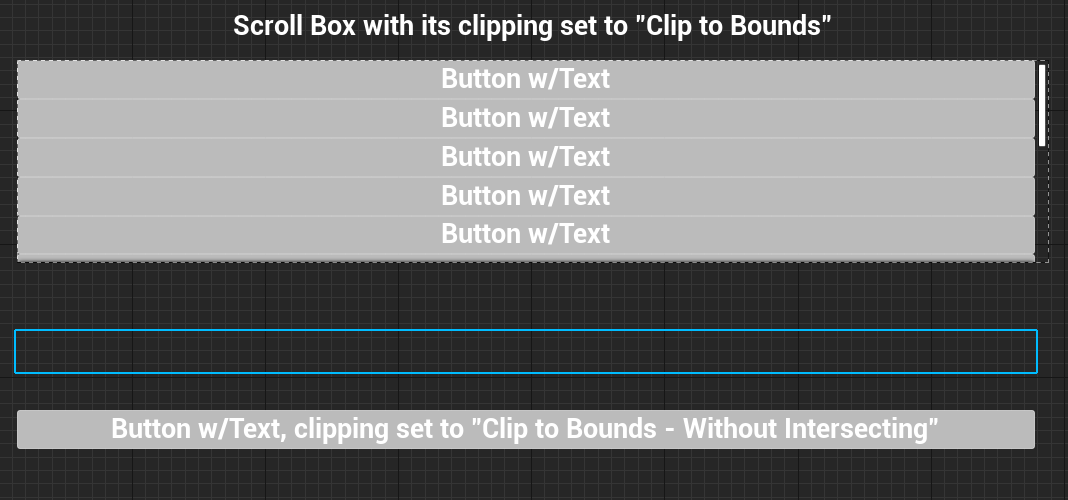 Scroll Box with its clipping set to "Clip to Bounds"
Button w/Text
Button w/Text
Button w/Text
Button w/Text
Button w/Text
Button w/Text, clipping set to "Clip to Bounds - Without Intersecting"